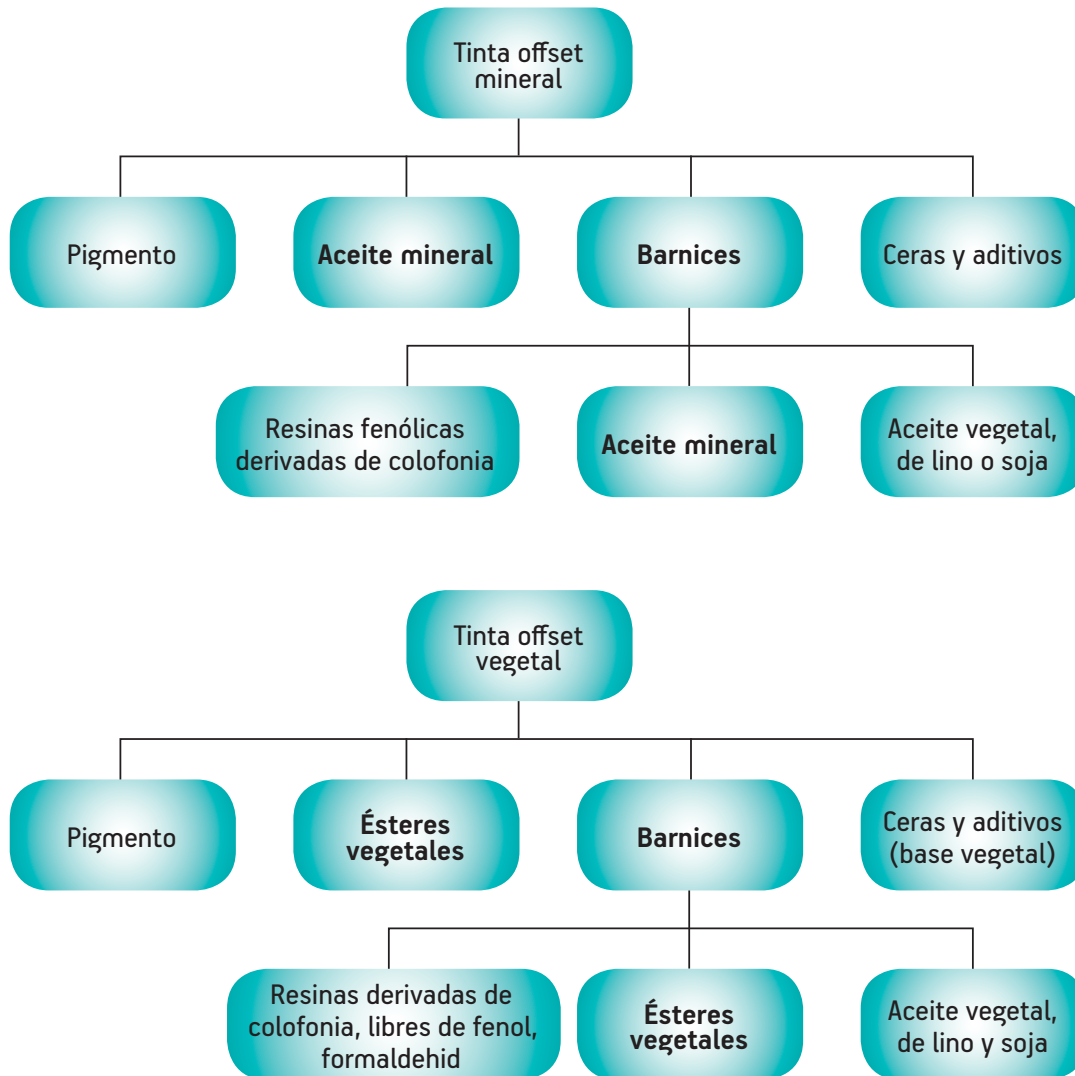 Tinta offset
mineral
Pigmento
Aceite mineral
Barnices
Ceras y aditivos
Resinas fenólicas
derivadas de colofonia
Aceite mineral
Aceite vegetal,
de lino o soja
Tinta offset
vegetal
Pigmento
Ésteres
vegetales
Barnices
Ceras y aditivos
(base vegetal)
Resinas derivadas de
colofonia, libres de fenol,
formaldehid
Ésteres
vegetales
Aceite vegetal,
de lino y soja